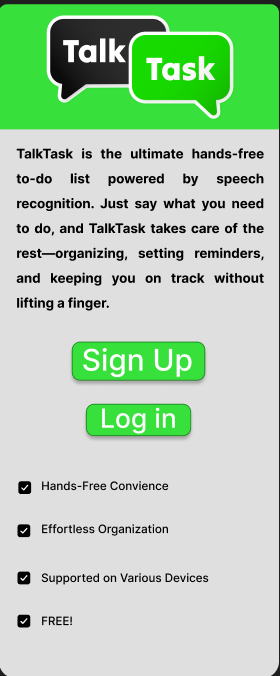 Talk
Task
TalkTask is the ultimate hands-free
to-do list powered by speech
recognition. Just say what you need
to do, and TalkTask takes care of the
rest—organizing, setting reminders,
and keeping you on track without
lifting a finger.
Sign Up
Log in
Hands-Free Convience
Effortless Organization
Supported on Various Devices
FREE!